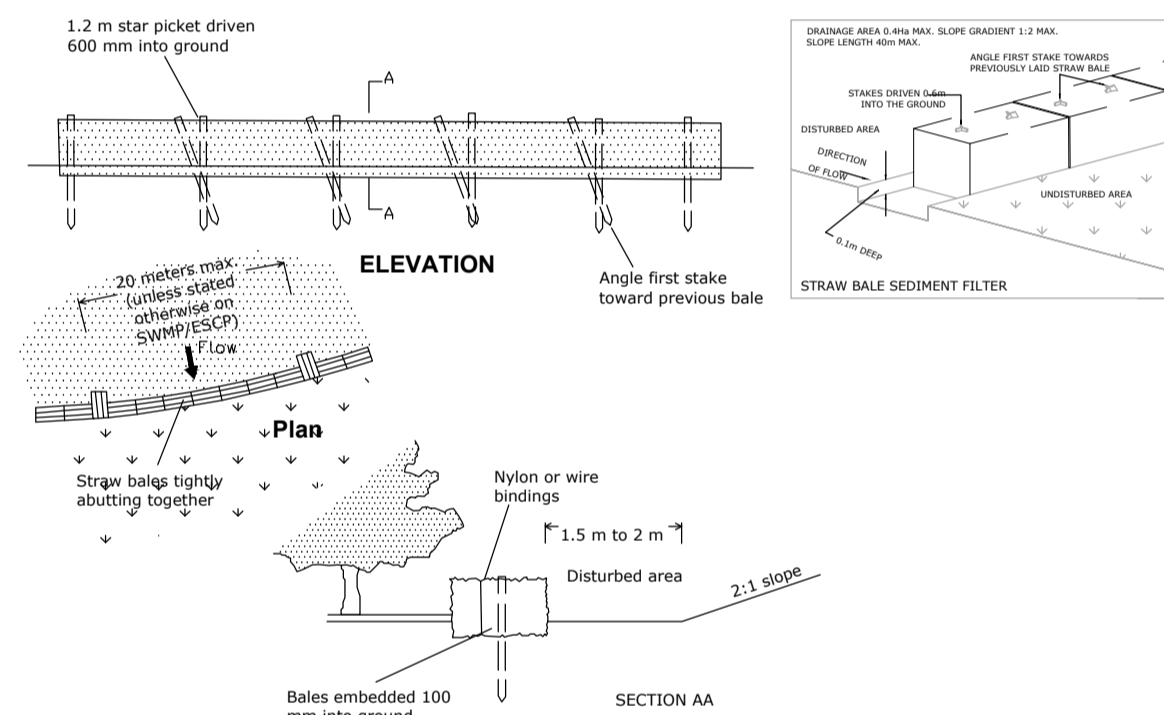 1.2 m star picket driven
600 mm into ground
A
A
ELEVATION
Angle first stake
toward previous bale
DRAINAGE AREA 0.4Ha MAX. SLOPE GRADIENT 1:2 MAX.
SLOPE LENGTH 40m MAX.
ANGLE FIRST STAKE TOWARDS
PREVIOUSLY LAID STRAW BALE
STAKES DRIVEN 0.6m
INTO THE GROUND
DISTURBED AREA
DIRECTION
OF FLOW
UNDISTURBED AREA
0.1m DEEP
STRAW BALE SEDIMENT FILTER
20 meters max.
(unless stated
otherwise on
SWMP/ESCP)
Flow
Plan
Straw bales tightly
abutting together
Nylon or wire
bindings
1.5 m to 2 m
Disturbed area
2:1 slope
Bales embedded 100
mm into ground
SECTION AA